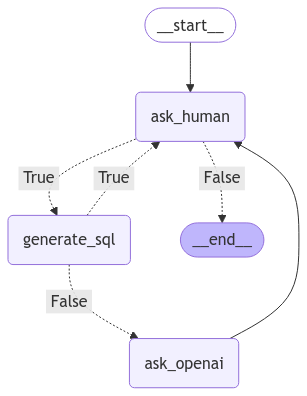 __start__
ask_human
True
True
False
generate_sql
__end__
False
ask_openai